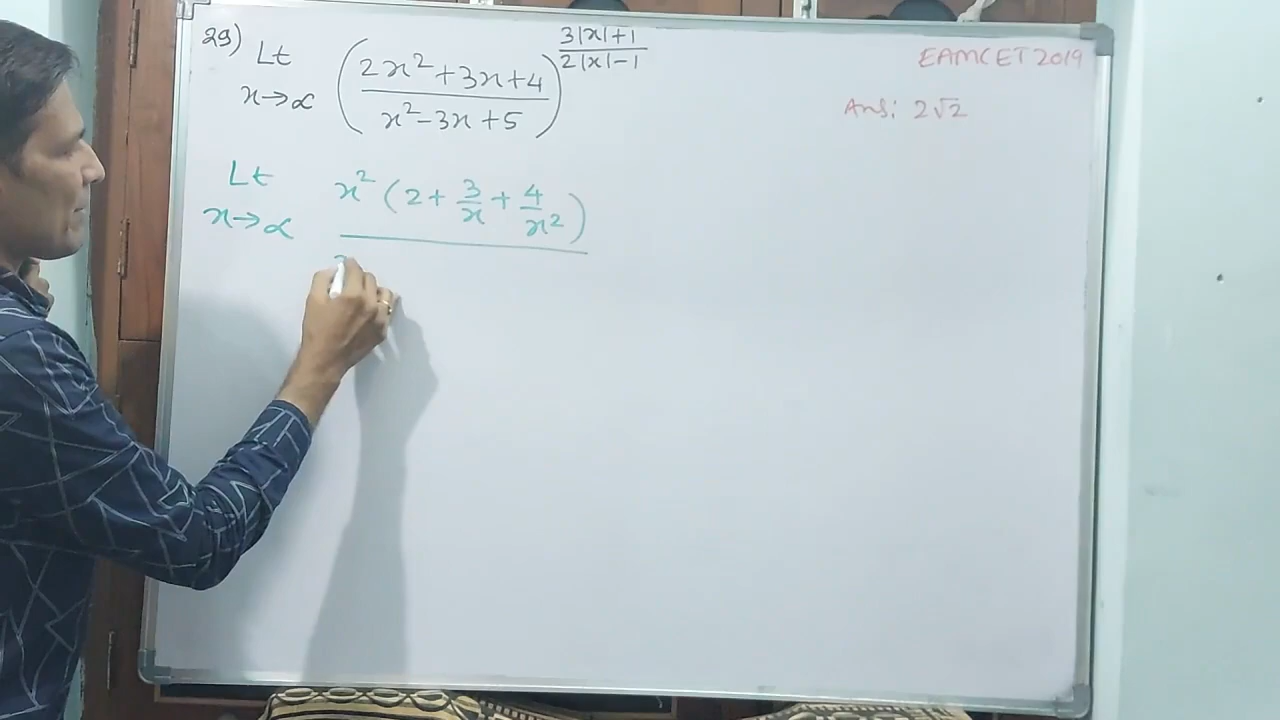 29) Lt x→∝ ( (2x²+3x+4) / (x²-3x+5) )^((3|x|+1) / (2|x|-1))
EAMCET 2019
Ans: 2√2
Lt x→∝ x² (2 + 3/x + 4/x²)